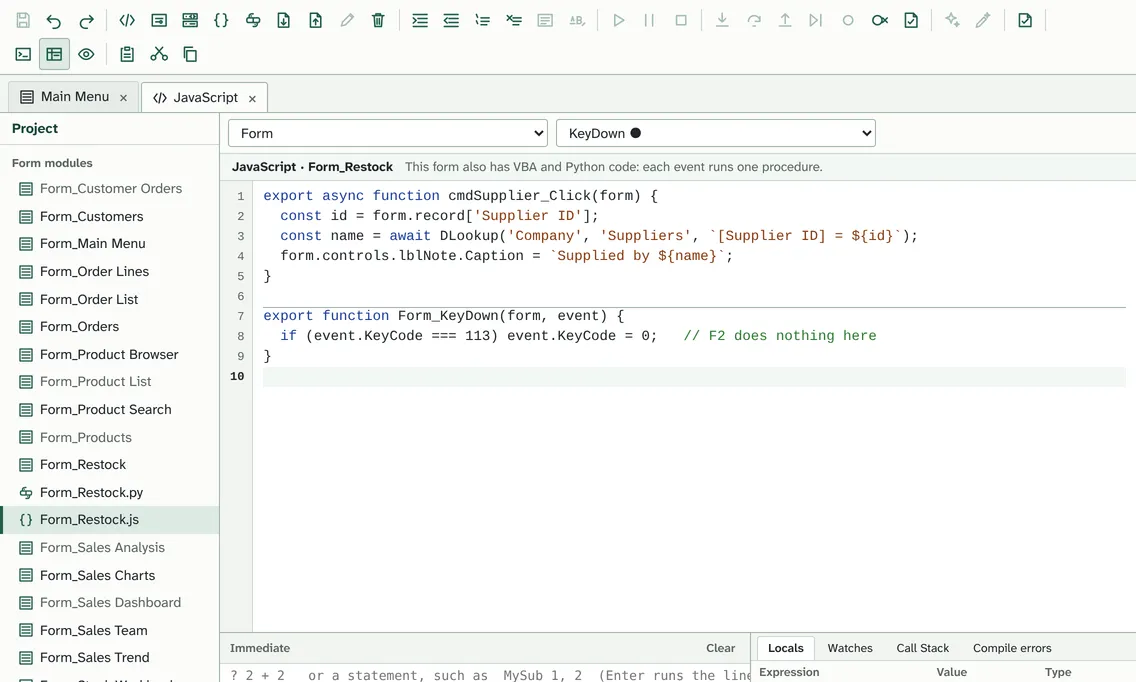 Main Menu ×
JavaScript ×
Project
Form
KeyDown ●
Form modules
JavaScript · Form_Restock This form also has VBA and Python code: each event runs one procedure.
Form_Customer Orders
Form_Customers
Form_Main Menu
Form_Order Lines
Form_Order List
Form_Orders
Form_Product Browser
Form_Product List
Form_Product Search
Form_Products
Form_Restock
Form_Restock.py
Form_Restock.js
Form_Sales Analysis
Form_Sales Charts
Form_Sales Dashboard
Form_Sales Team
Form_Sales Trend
1 export async function cmdSupplier_Click(form) {
2 const id = form.record['Supplier ID'];
3 const name = await DLookup('Company', 'Suppliers', `[Supplier ID] = ${id}`);
4 form.controls.lblNote.Caption = `Supplied by ${name}`;
5 }
6
7 export function Form_KeyDown(form, event) {
8 if (event.KeyCode === 113) event.KeyCode = 0; // F2 does nothing here
9 }
10
Immediate Clear
? 2 + 2 or a statement, such as MySub 1, 2 (Enter runs the line
Locals Watches Call Stack Compile errors
Expression Value Type